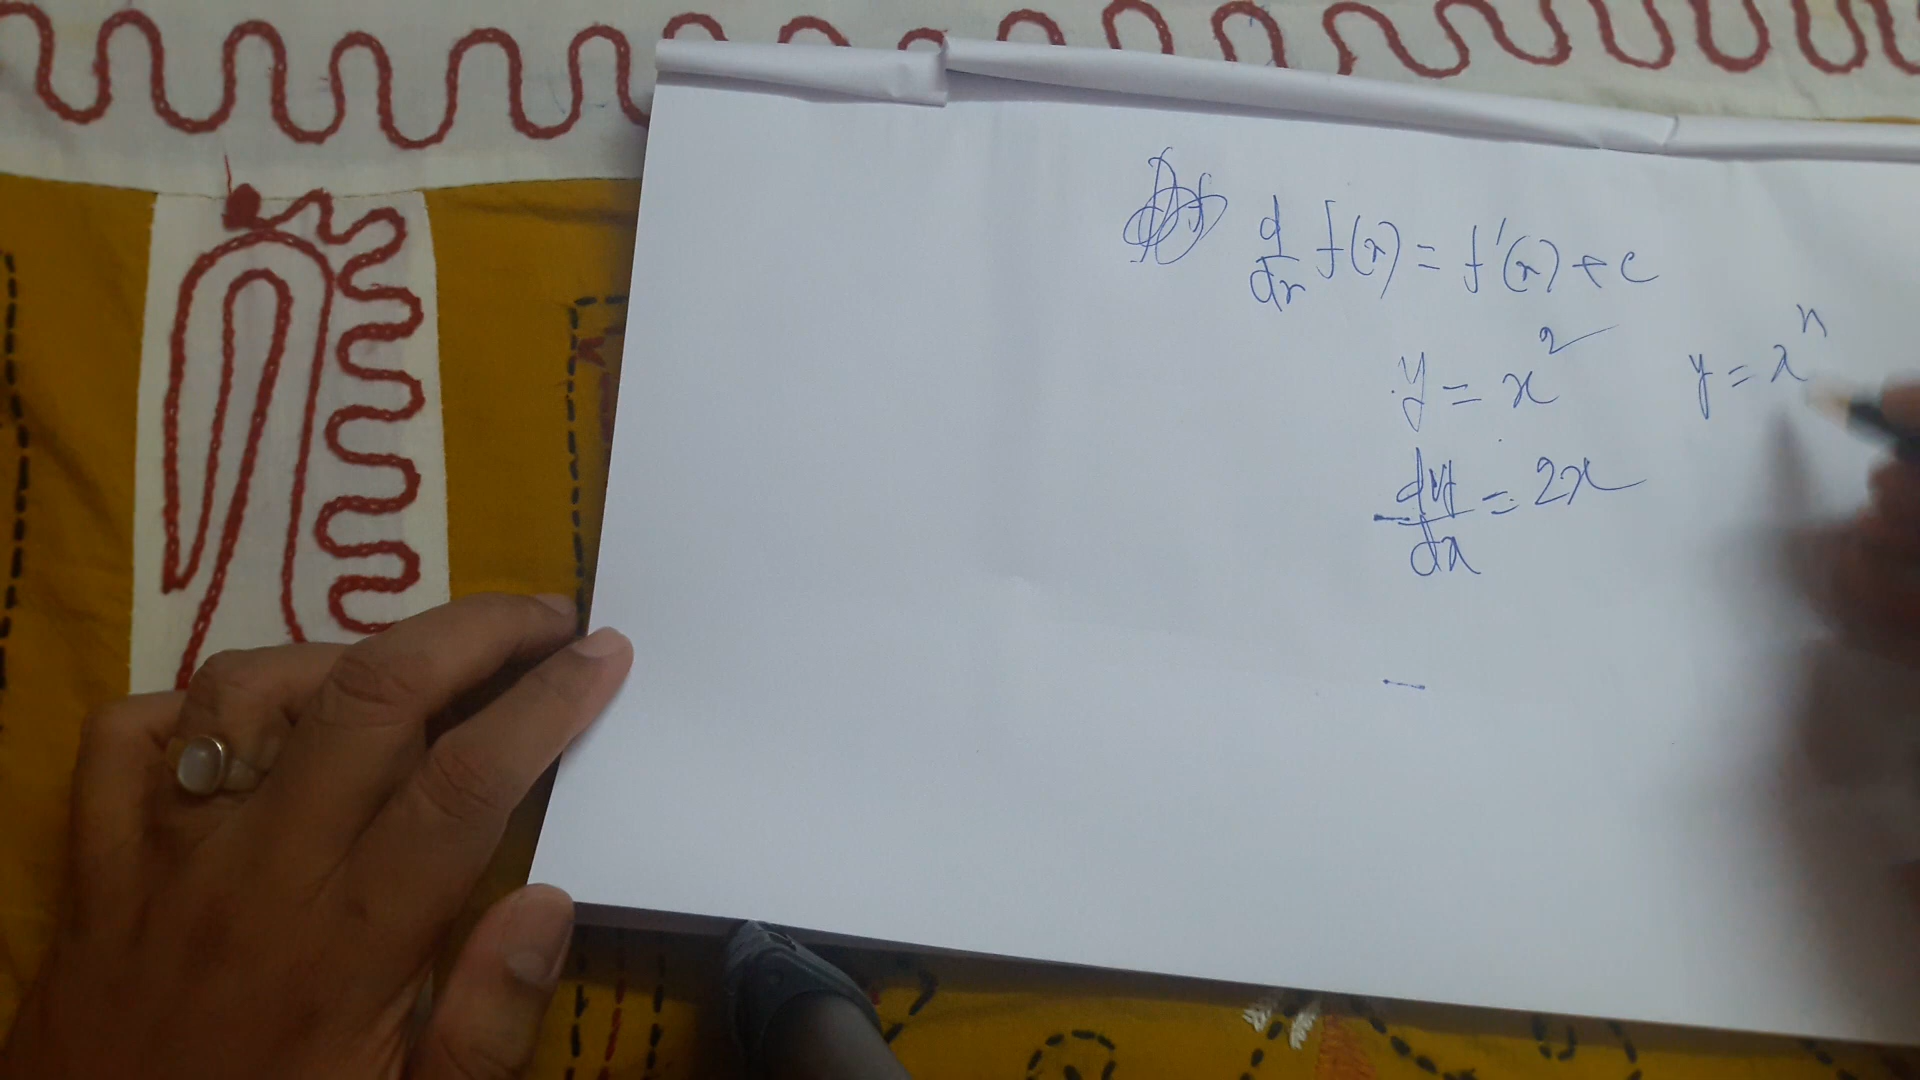 d/dx f(x) = f'(x) + c
y = x² y = xⁿ
dy/dx = 2x